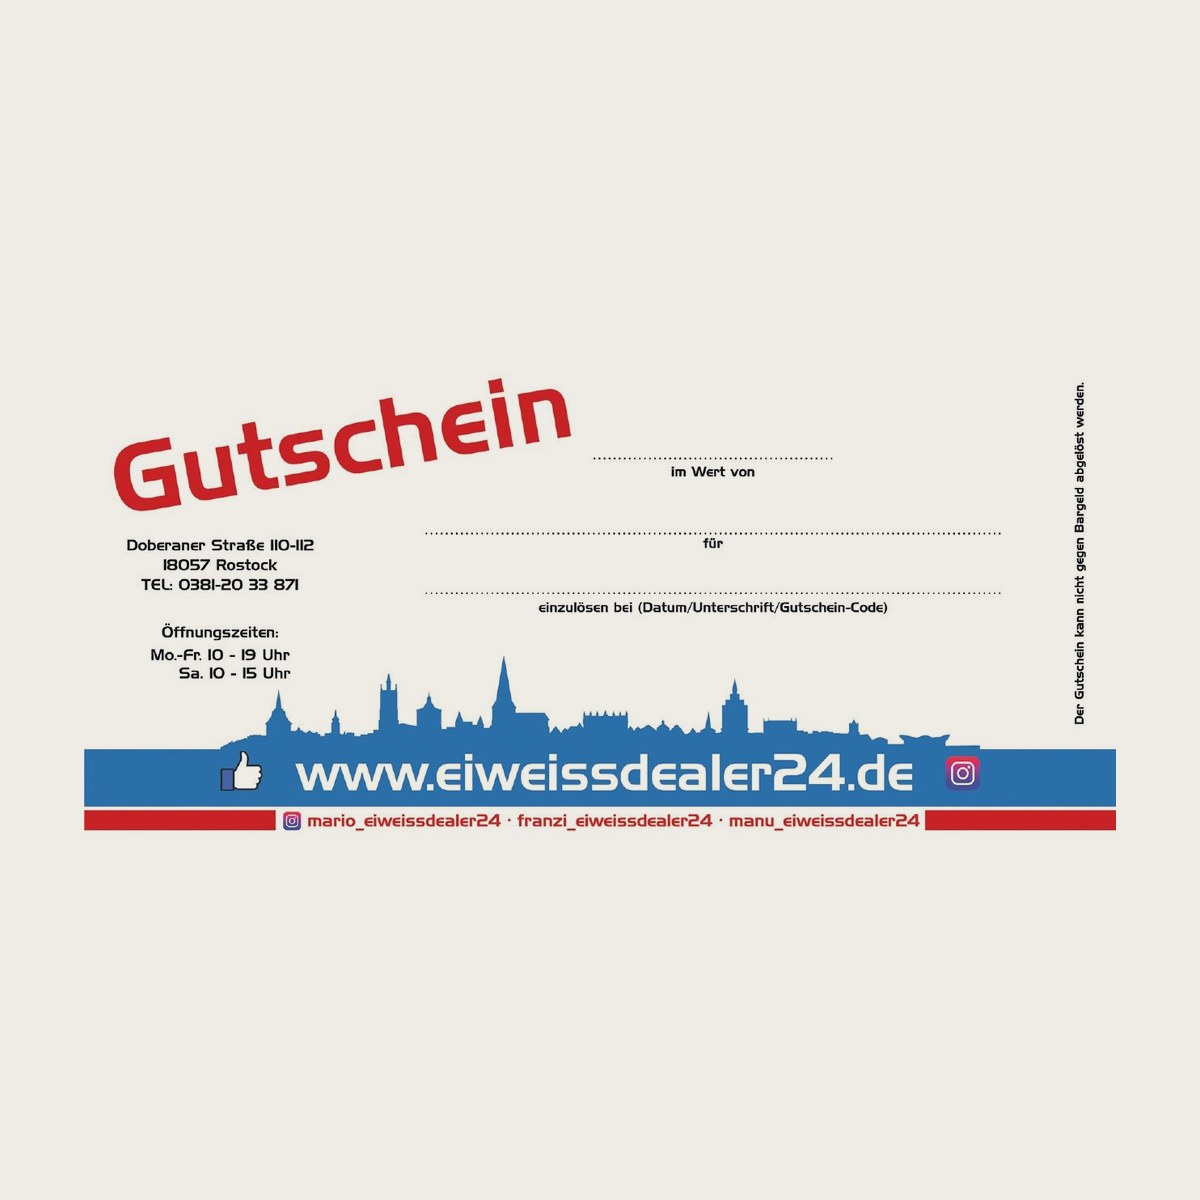 Gutschein
im Wert von
für
einzulösen bei (Datum/Unterschrift/Gutschein-Code)
Doberaner Straße 110-112
18057 Rostock
TEL: 0381-20 33 871
Öffnungszeiten:
Mo.-Fr. 10 - 19 Uhr
Sa. 10 - 15 Uhr
Der Gutschein kann nicht gegen Bargeld abgelöst werden.
www.eiweissdealer24.de
mario_eiweissdealer24 · franzi_eiweissdealer24 · manu_eiweissdealer24